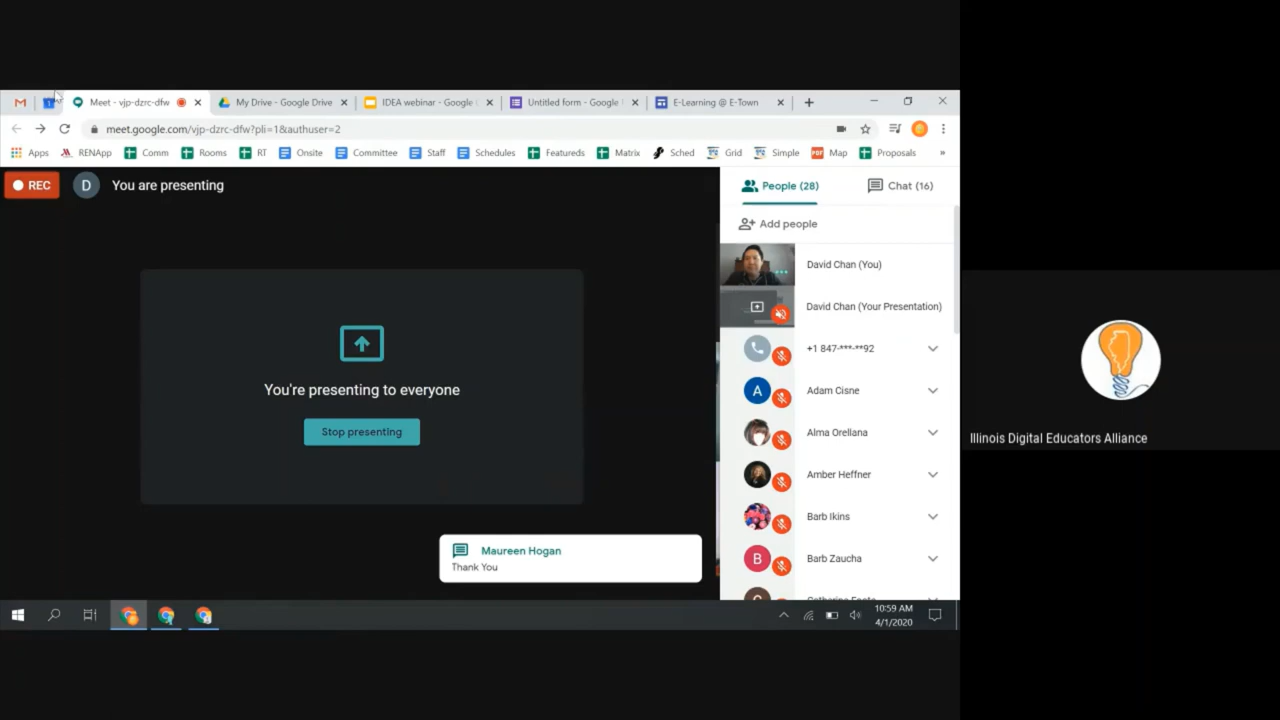 Meet - vjp-dzrc-dfw
My Drive - Google Drive
IDEA webinar - Google
Untitled form - Google
E-Learning @ E-Town
meet.google.com/vjp-dzrc-dfw?pli=1&authuser=2
Apps
RENApp
Comm
Rooms
RT
Onsite
Committee
Staff
Schedules
Featureds
Matrix
Sched
Grid
Simple
Map
Proposals
»
REC
D
You are presenting
People (28)
Chat (16)
Add people
David Chan (You)
David Chan (Your Presentation)
+1 847-***-**92
A
Adam Cisne
Alma Orellana
Amber Heffner
Barb Ikins
B
Barb Zaucha
You're presenting to everyone
Stop presenting
Maureen Hogan
Thank You
10:59 AM
4/1/2020
Illinois Digital Educators Alliance